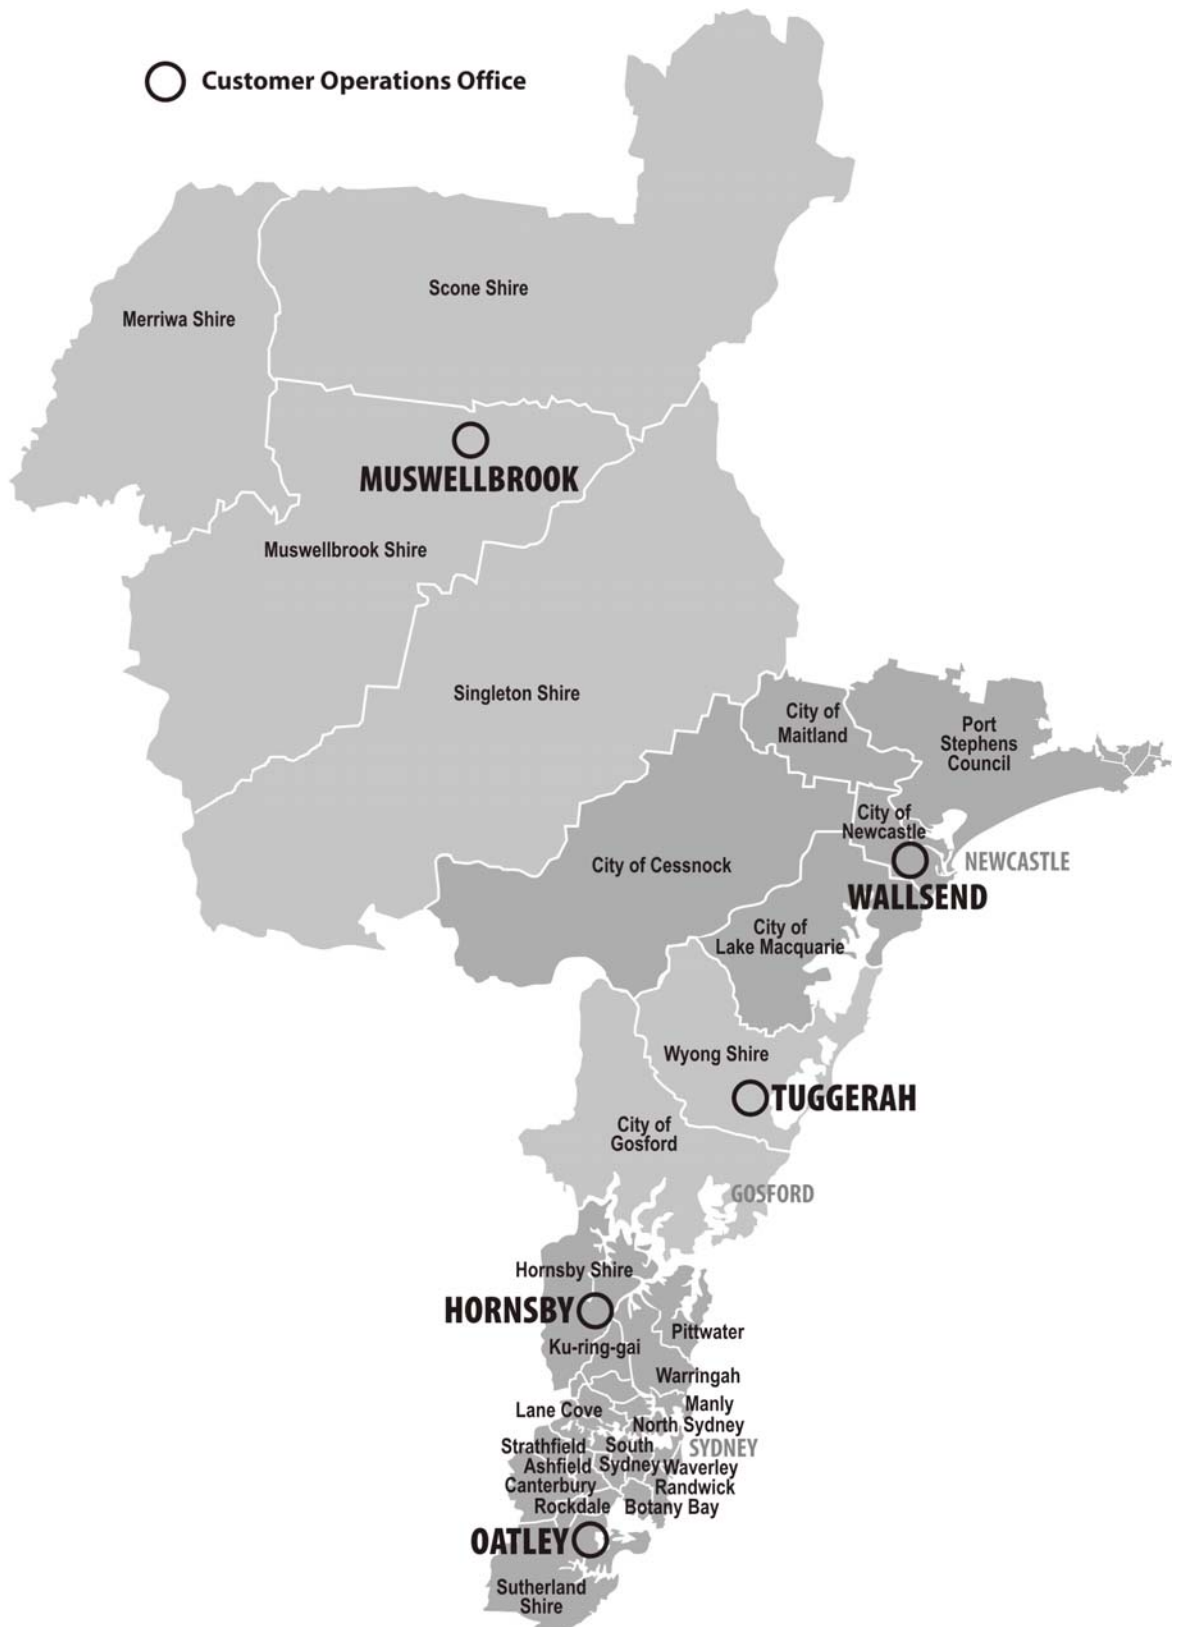 Customer Operations Office
Scone Shire
Merriwa Shire
MUSWELLBROOK
Muswellbrook Shire
Singleton Shire
City of
Maitland
Port
Stephens
Council
City of
Newcastle
NEWCASTLE
City of Cessnock
WALLSEND
City of
Lake Macquarie
Wyong Shire
TUGGERAH
City of
Gosford
GOSFORD
Hornsby Shire
HORNSBY
Pittwater
Ku-ring-gai
Warringah
Manly
Lane Cove
North Sydney
SYDNEY
Strathfield
South
Sydney
Ashfield
Waverley
Canterbury
Randwick
Rockdale
Botany Bay
OATLEY
Sutherland
Shire